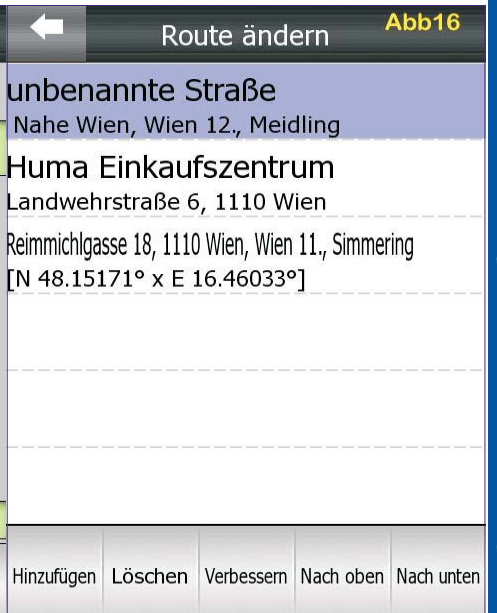 Route ändern
Abb16
unbenannte Straße
Nahe Wien, Wien 12., Meidling
Huma Einkaufszentrum
Landwehrstraße 6, 1110 Wien
Reimmichlgasse 18, 1110 Wien, Wien 11., Simmering
[N 48.15171° x E 16.46033°]
Hinzufügen Löschen Verbessern Nach oben Nach unten